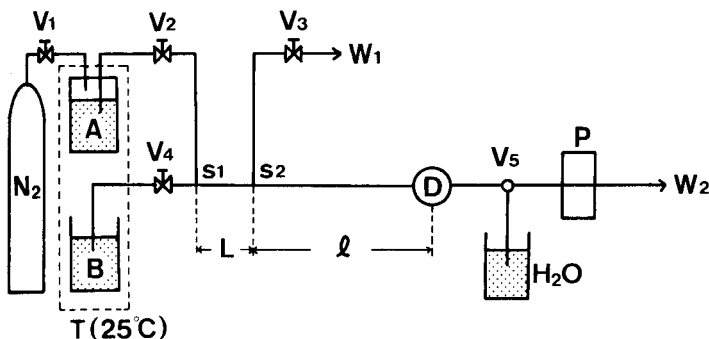 V1 V2 V3
W1
A
V4 P
N2 S1 S2 V5
D W2
B
L ℓ
H2O
T(25°C)